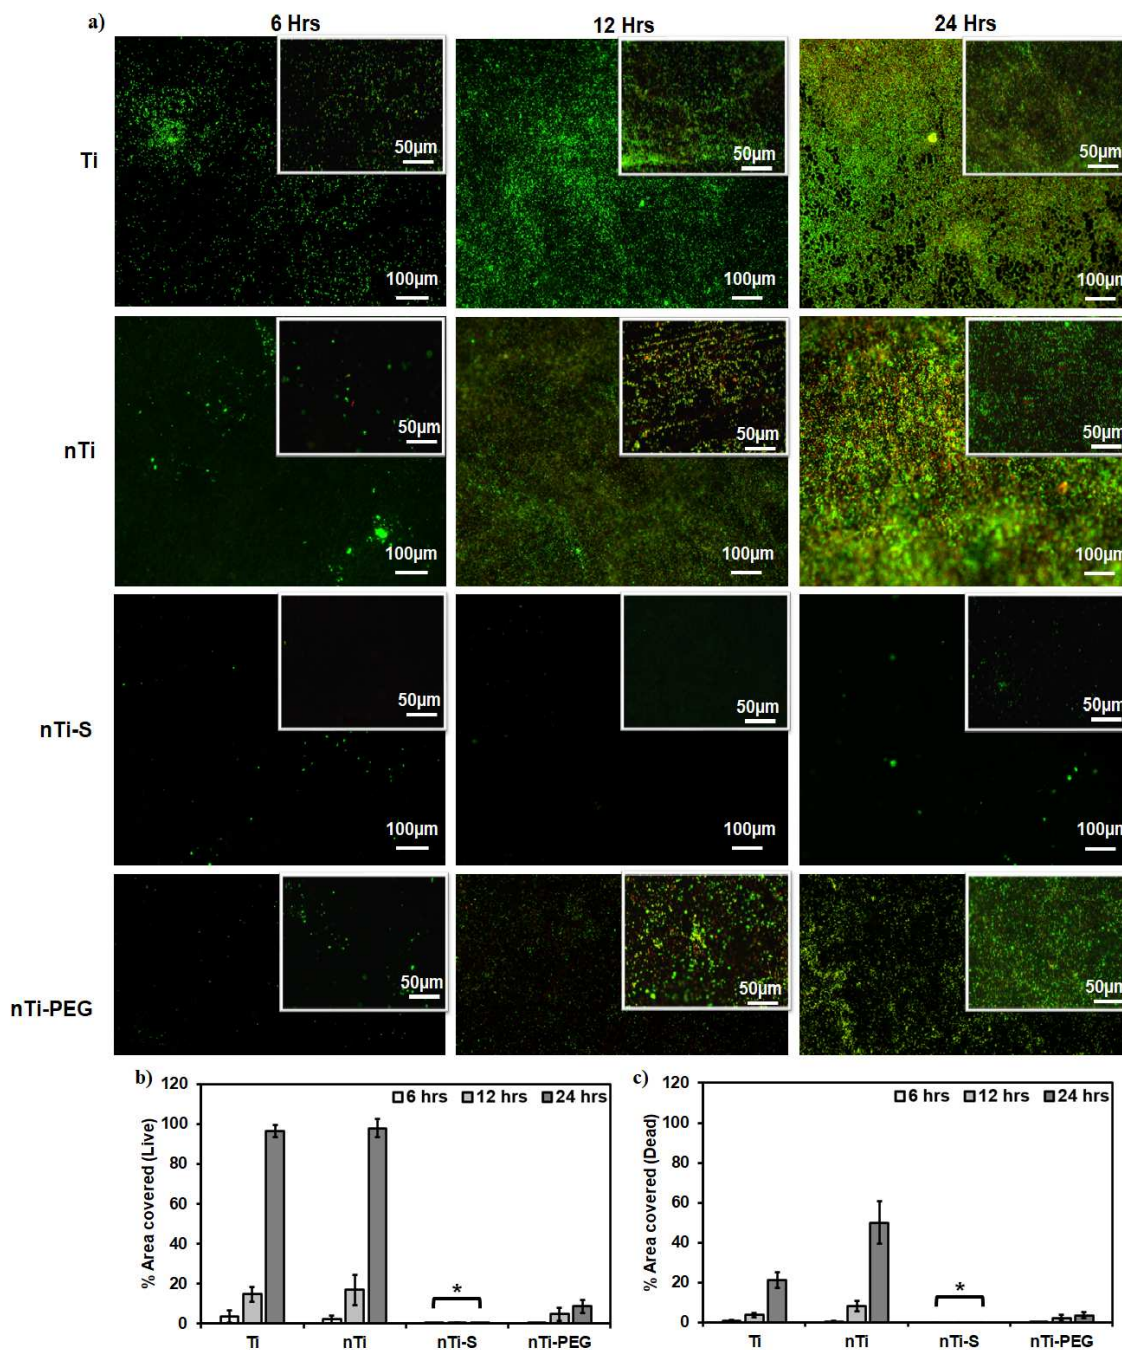 a) 6 Hrs 12 Hrs 24 Hrs
Ti
50µm 50µm 50µm
100µm 100µm 100µm
nTi
50µm 50µm 50µm
100µm 100µm 100µm
nTi-S
50µm 50µm 50µm
100µm 100µm 100µm
nTi-PEG
50µm 50µm 50µm
b)
% Area covered (Live)
120
100
80
60
40
20
0
6 hrs 12 hrs 24 hrs
*
Ti nTi nTi-S nTi-PEG
c)
% Area covered (Dead)
120
100
80
60
40
20
0
6 hrs 12 hrs 24 hrs
*
Ti nTi nTi-S nTi-PEG